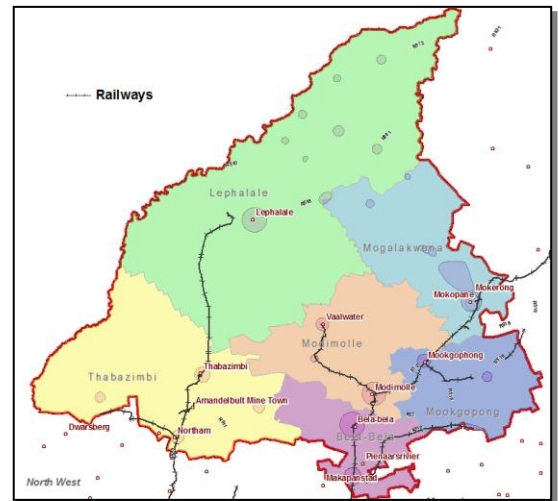 Railways
Lephalale
Lephalale
Mogalakwena
Mokerong
Mokopane
Vaalwater
Modimolle
Mookgophong
Thabazimbi
Thabazimbi
Modimolle
Amandelbult Mine Town
Mookgopong
Bela-bela
Dwarsberg
Bela-Bela
Northam
Pienaarsrivier
Makapanstad
North West